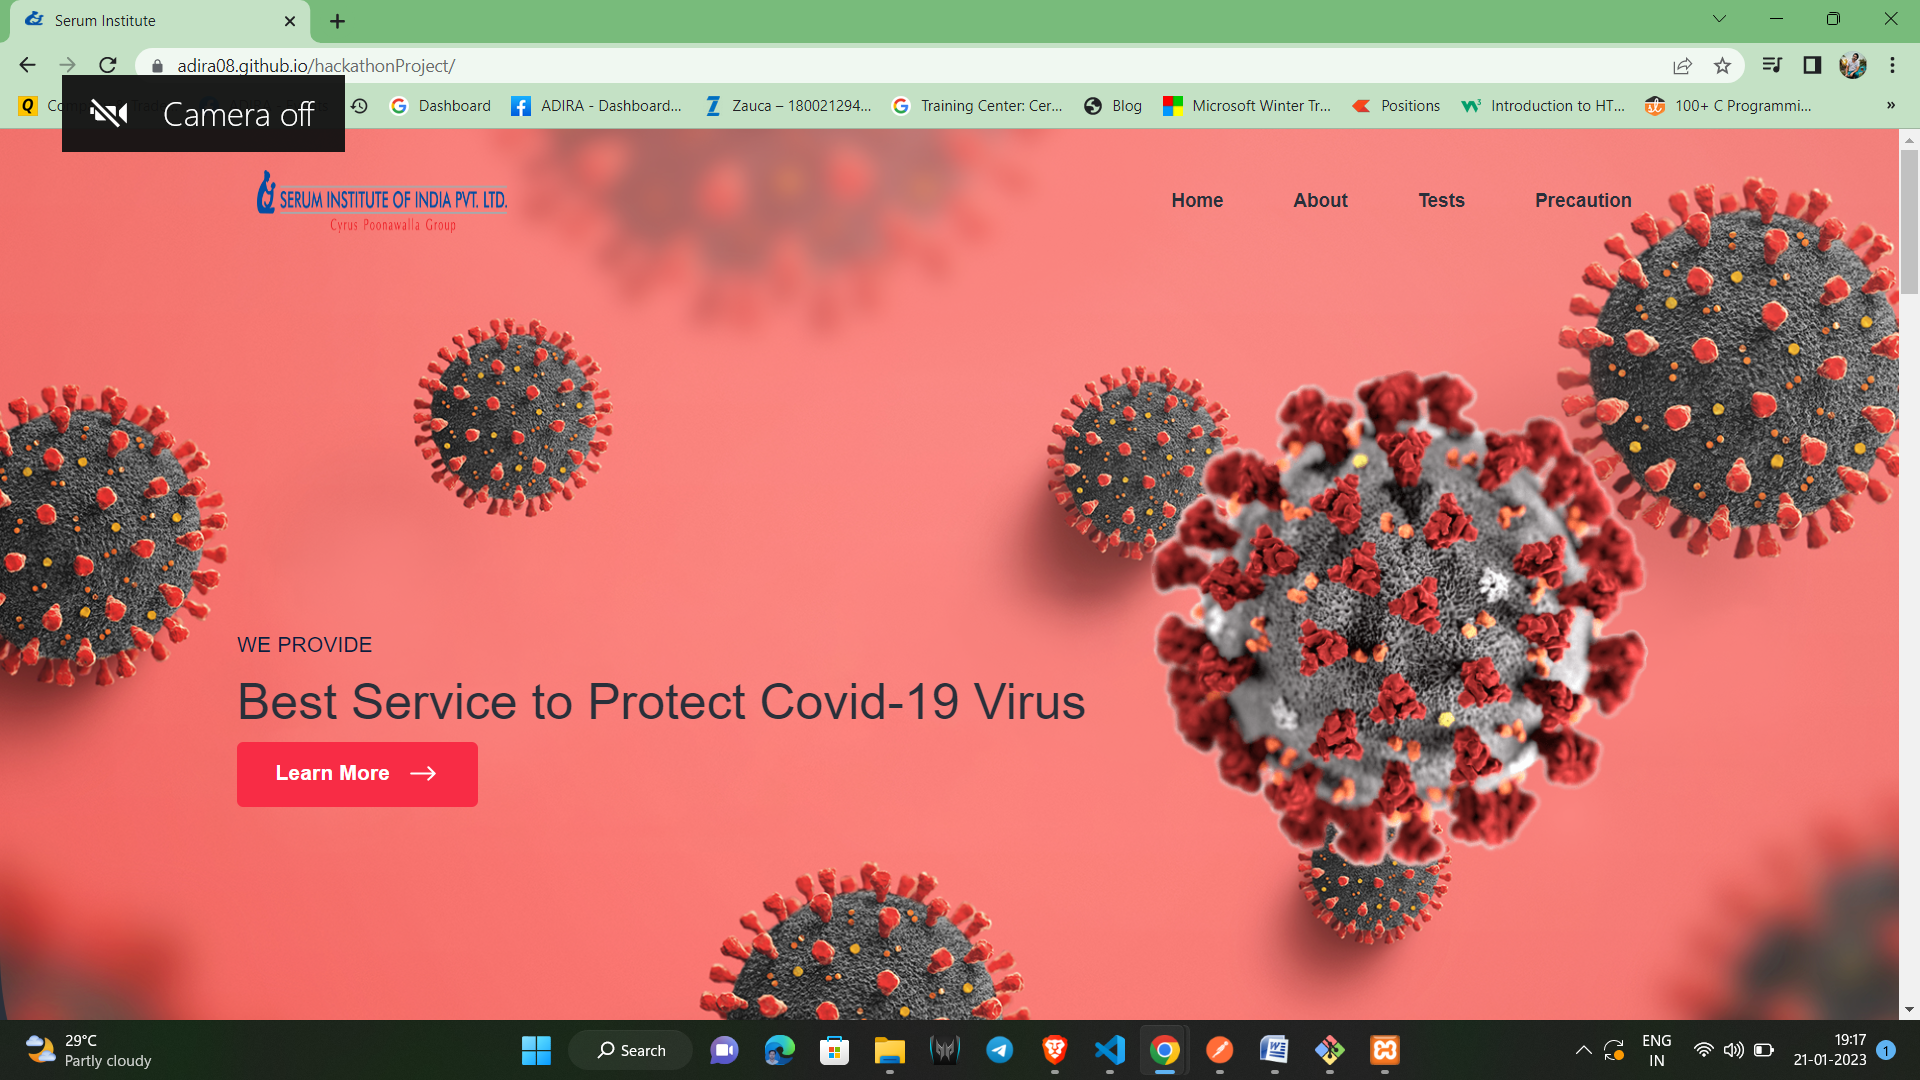 Serum Institute
adira08.github.io/hackathonProject/
Camera off
Dashboard
ADIRA - Dashboard...
Zauca – 180021294...
Training Center: Cer...
Blog
Microsoft Winter Tr...
Positions
Introduction to HT...
100+ C Programmi...
»
SERUM INSTITUTE OF INDIA PVT. LTD.
Cyrus Poonawalla Group
Home
About
Tests
Precaution
WE PROVIDE
Best Service to Protect Covid-19 Virus
Learn More
29°C
Partly cloudy
Search
ENG
IN
19:17
21-01-2023
1